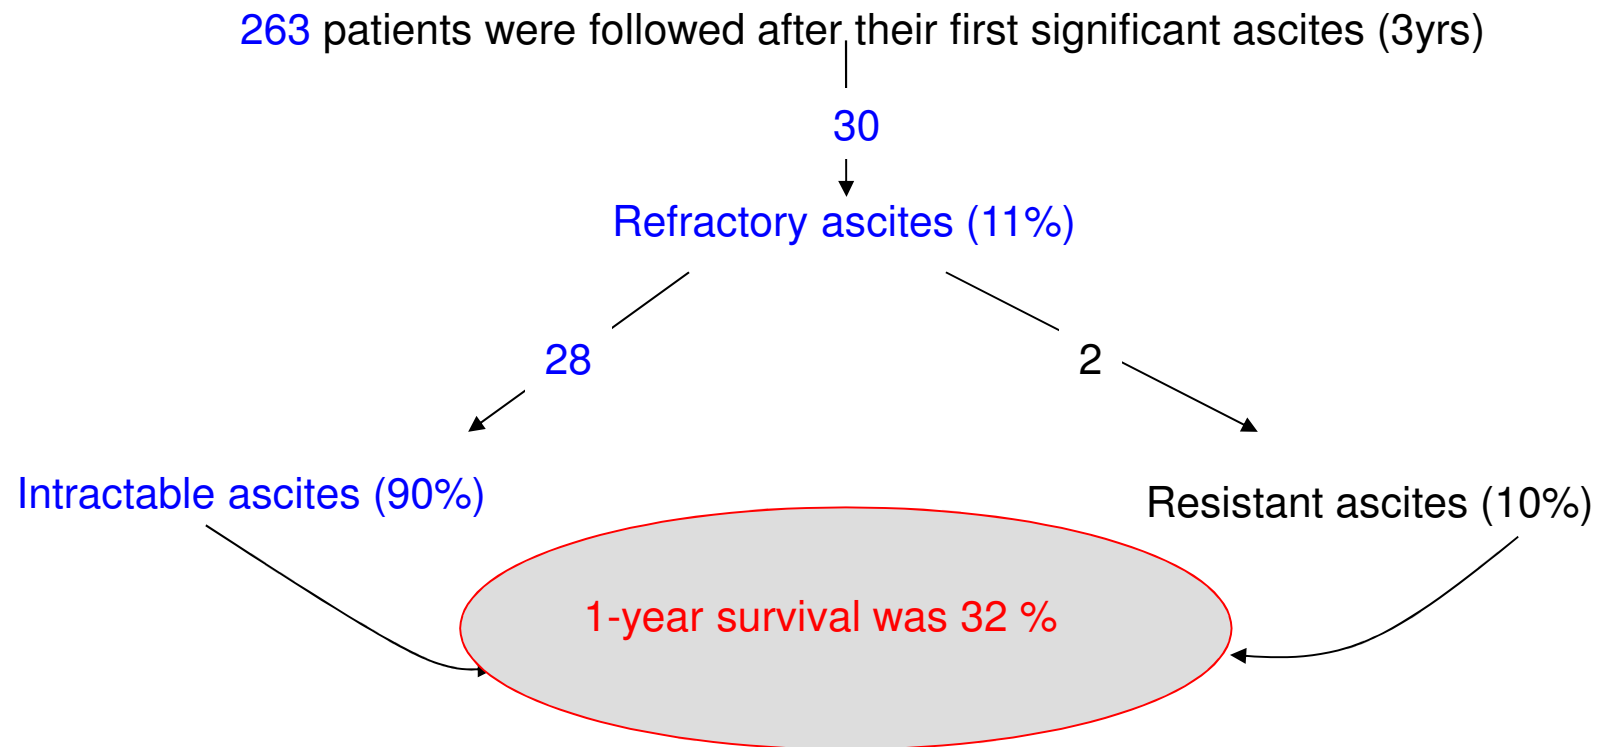 263 patients were followed after their first significant ascites (3yrs)
30
Refractory ascites (11%)
28
2
Intractable ascites (90%)
Resistant ascites (10%)
1-year survival was 32 %